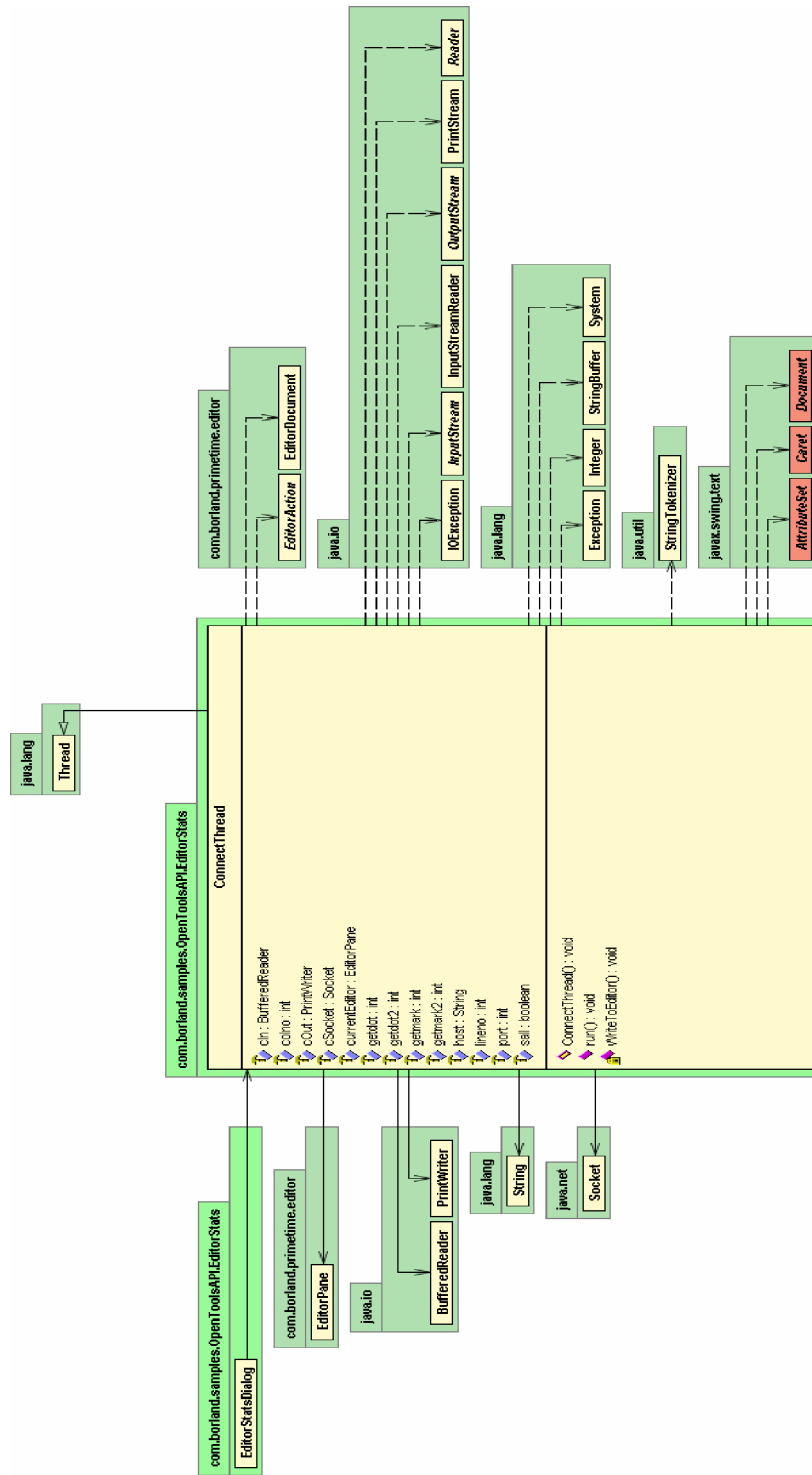 java.lang
Thread
com.borland.samples.OpenToolsAPI.EditorStats
EditorStatsDialog
com.borland.primetime.editor
EditorPane
java.io
BufferedReader
PrintWriter
java.lang
String
java.net
Socket
com.borland.samples.OpenToolsAPI.EditorStats
ConnectThread
cIn : BufferedReader
colno : int
cOut : PrintWriter
cSocket : Socket
currentEditor : EditorPane
getdot : int
getdot2 : int
getmark : int
getmark2 : int
host : String
lineno : int
port : int
sall : boolean
ConnectThread() : void
run() : void
WriteToEditor() : void
com.borland.primetime.editor
EditorAction
EditorDocument
java.io
IOException
InputStream
InputStreamReader
OutputStream
PrintStream
Reader
java.lang
Exception
Integer
StringBuffer
System
java.util
StringTokenizer
javax.swing.text
AttributeSet
Caret
Document